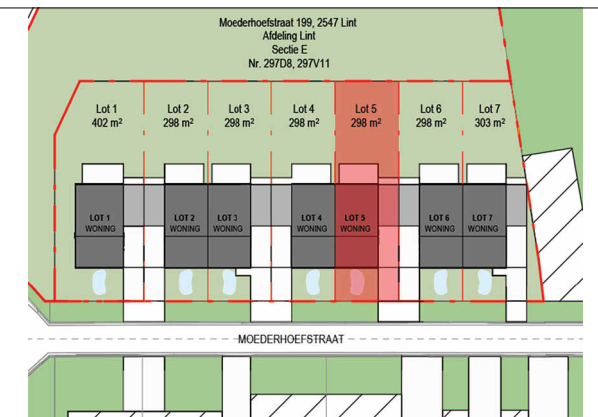 Moederhoefstraat 199, 2547 Lint
Afdeling Lint
Sectie E
Nr. 297D8, 297V11
Lot 1
402 m²
Lot 2
298 m²
Lot 3
298 m²
Lot 4
298 m²
Lot 5
298 m²
Lot 6
298 m²
Lot 7
303 m²
LOT 1
WONING
LOT 2
WONING
LOT 3
WONING
LOT 4
WONING
LOT 5
WONING
LOT 6
WONING
LOT 7
WONING
MOEDERHOEFSTRAAT